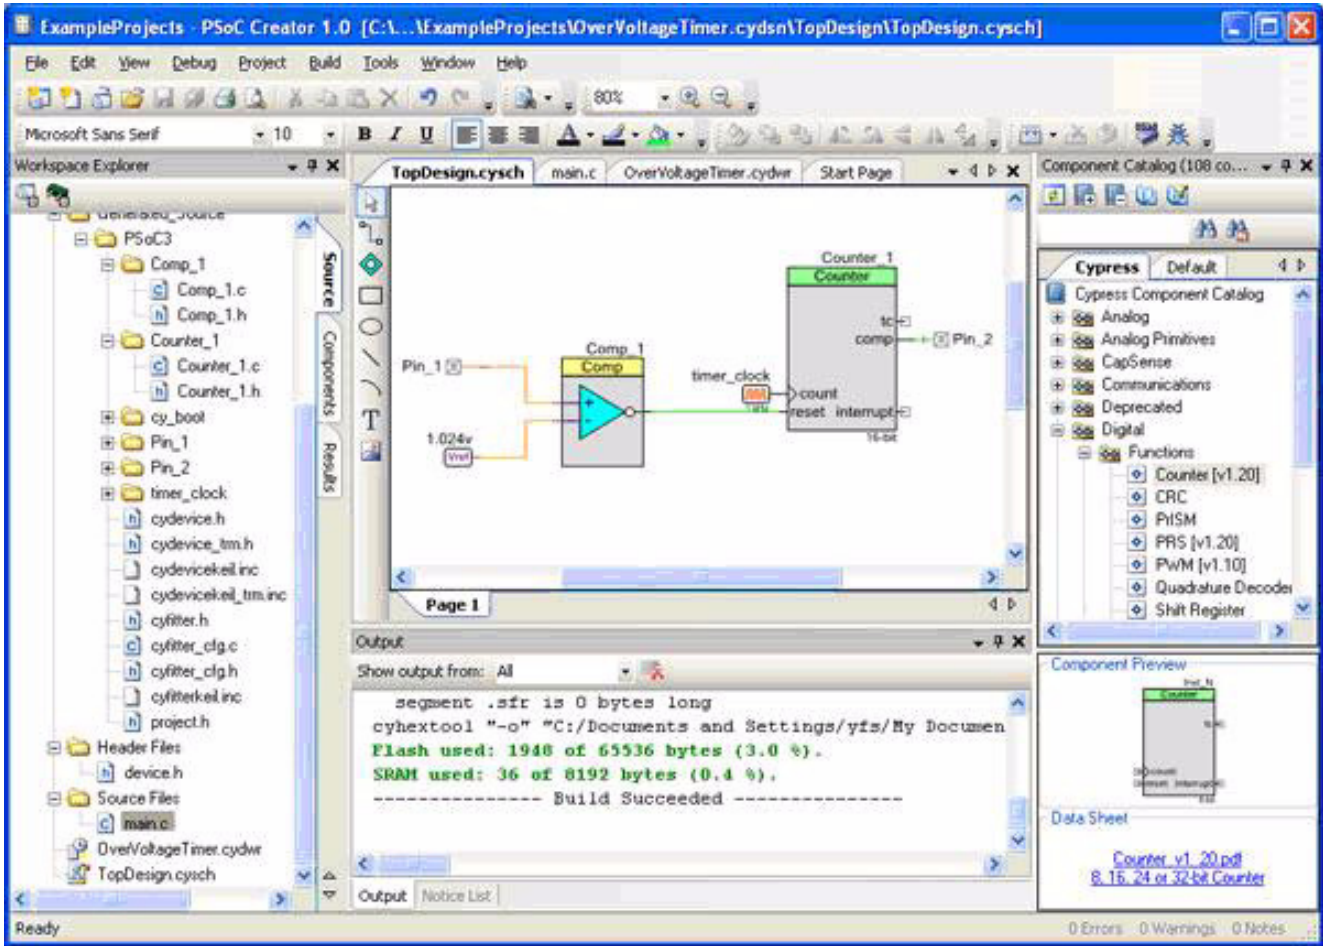 ExampleProjects - PSoC Creator 1.0 [C:\...\ExampleProjects\OverVoltageTimer.cydsn\TopDesign\TopDesign.cysch]
File Edit View Debug Project Build Tools Window Help
80%
Microsoft Sans Serif 10 B I U A
Workspace Explorer
Generated_Source
PSoC3
Comp_1
Comp_1.c
Comp_1.h
Counter_1
Counter_1.c
Counter_1.h
cy_boot
Pin_1
Pin_2
timer_clock
cydevice.h
cydevice_trm.h
cydevicekeil.inc
cydevicekeil_trm.inc
cyfitter.h
cyfitter_cfg.c
cyfitter_cfg.h
cyfitterkeil.inc
project.h
Header Files
device.h
Source Files
main.c
OverVoltageTimer.cydwr
TopDesign.cysch
Source
Components
Results
TopDesign.cysch main.c OverVoltageTimer.cydwr Start Page
T
Pin_1
1.024v
Vref
Comp_1
Comp
timer_clock
Counter_1
Counter
tc
comp
count
reset interrupt
16-bit
Pin_2
Page 1
Output
Show output from: All
segment .sfr is 0 bytes long
cyhextool "-o" "C:/Documents and Settings/yfs/My Documen
Flash used: 1948 of 65536 bytes (3.0 %).
SRAM used: 36 of 8192 bytes (0.4 %).
--------------- Build Succeeded ---------------
Output Notice List
Component Catalog (108 co...
Cypress Default
Cypress Component Catalog
Analog
Analog Primitives
CapSense
Communications
Deprecated
Digital
Functions
Counter [v1.20]
CRC
PrISM
PRS [v1.20]
PWM [v1.10]
Quadrature Decoder
Shift Register
Component Preview
Inst_N
Counter
tc
count
reset interrupt
Data Sheet
Counter_v1_20.pdf
8, 16, 24 or 32-bit Counter
Ready
0 Errors 0 Warnings 0 Notes